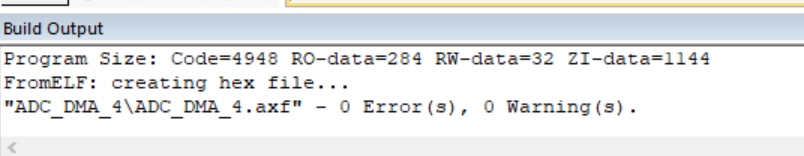 Build Output
Program Size: Code=4948 RO-data=284 RW-data=32 ZI-data=1144
FromELF: creating hex file...
"ADC_DMA_4\ADC_DMA_4.axf" - 0 Error(s), 0 Warning(s).